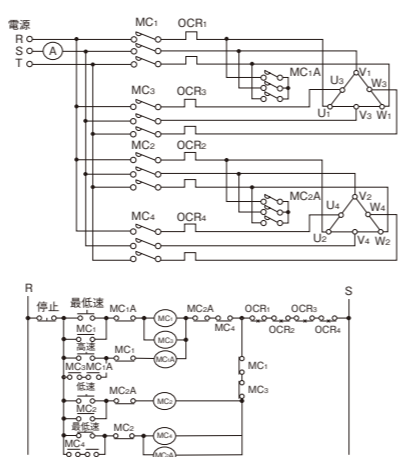 電源
MC₁ OCR₁
R
S A
T
MC₁A
V₁
U₃ W₃
MC₃ OCR₃
U₁ V₃ W₁
MC₂ OCR₂
MC₂A
V₂
U₄ W₄
MC₄ OCR₄
U₂ V₄ W₂
R S
停止 最低速 MC₁A MC₁ MC₂A OCR₁ OCR₃
MC₁ MC₃ MC₄ OCR₂ OCR₄
高速 MC₁ MC₁A MC₁
MC₃ MC₁A
MC₃
低速 MC₂A MC₂
MC₂
最低速 MC₂ MC₄
MC₄
MC₂A